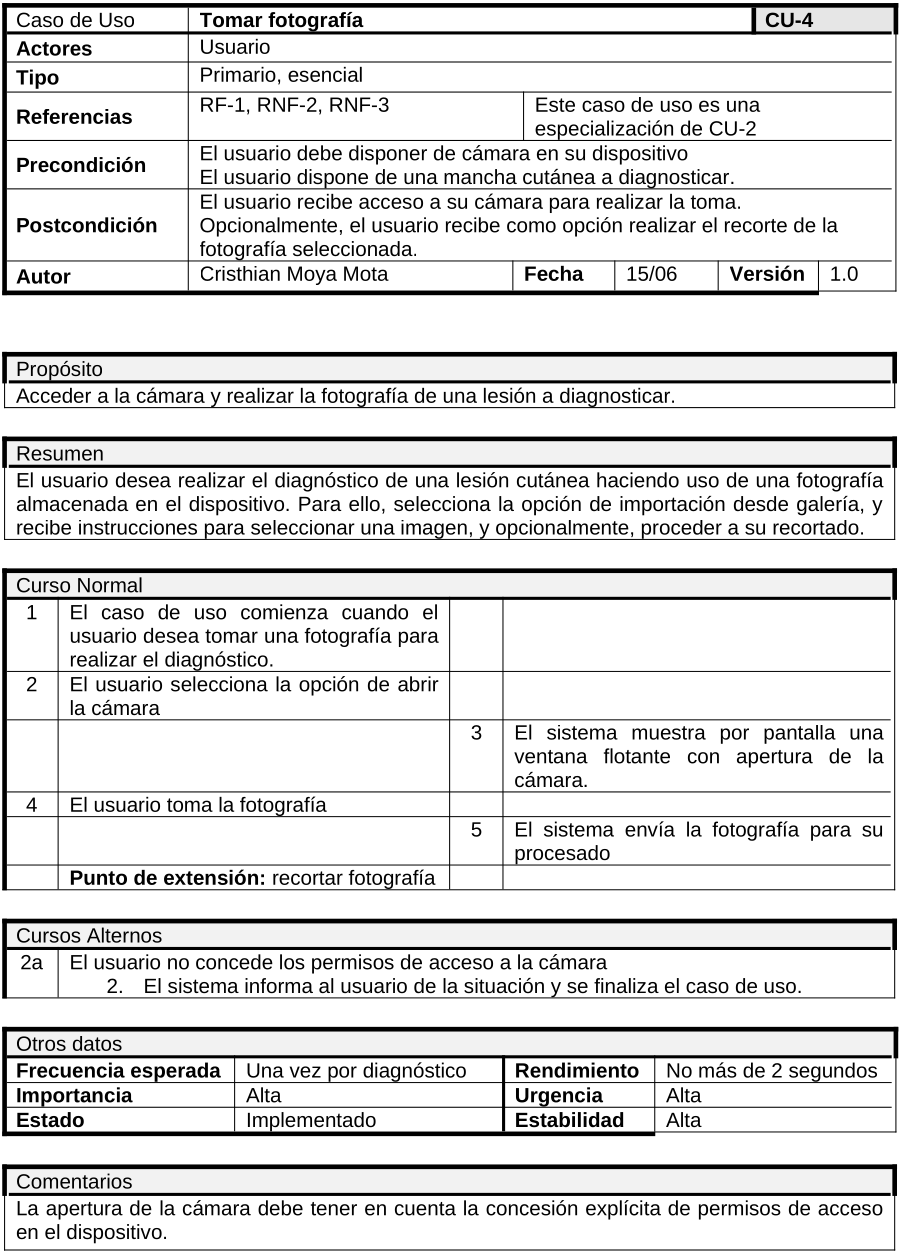 Caso de Uso Tomar fotografía CU-4
Actores Usuario
Tipo Primario, esencial
Referencias RF-1, RNF-2, RNF-3 Este caso de uso es una
especialización de CU-2
Precondición El usuario debe disponer de cámara en su dispositivo
El usuario dispone de una mancha cutánea a diagnosticar.
Postcondición El usuario recibe acceso a su cámara para realizar la toma.
Opcionalmente, el usuario recibe como opción realizar el recorte de la
fotografía seleccionada.
Autor Cristhian Moya Mota Fecha 15/06 Versión 1.0
Propósito
Acceder a la cámara y realizar la fotografía de una lesión a diagnosticar.
Resumen
El usuario desea realizar el diagnóstico de una lesión cutánea haciendo uso de una fotografía
almacenada en el dispositivo. Para ello, selecciona la opción de importación desde galería, y
recibe instrucciones para seleccionar una imagen, y opcionalmente, proceder a su recortado.
Curso Normal
1 El caso de uso comienza cuando el
usuario desea tomar una fotografía para
realizar el diagnóstico.
2 El usuario selecciona la opción de abrir
la cámara
3 El sistema muestra por pantalla una
ventana flotante con apertura de la
cámara.
4 El usuario toma la fotografía
5 El sistema envía la fotografía para su
procesado
Punto de extensión: recortar fotografía
Cursos Alternos
2a El usuario no concede los permisos de acceso a la cámara
2. El sistema informa al usuario de la situación y se finaliza el caso de uso.
Otros datos
Frecuencia esperada Una vez por diagnóstico Rendimiento No más de 2 segundos
Importancia Alta Urgencia Alta
Estado Implementado Estabilidad Alta
Comentarios
La apertura de la cámara debe tener en cuenta la concesión explícita de permisos de acceso
en el dispositivo.